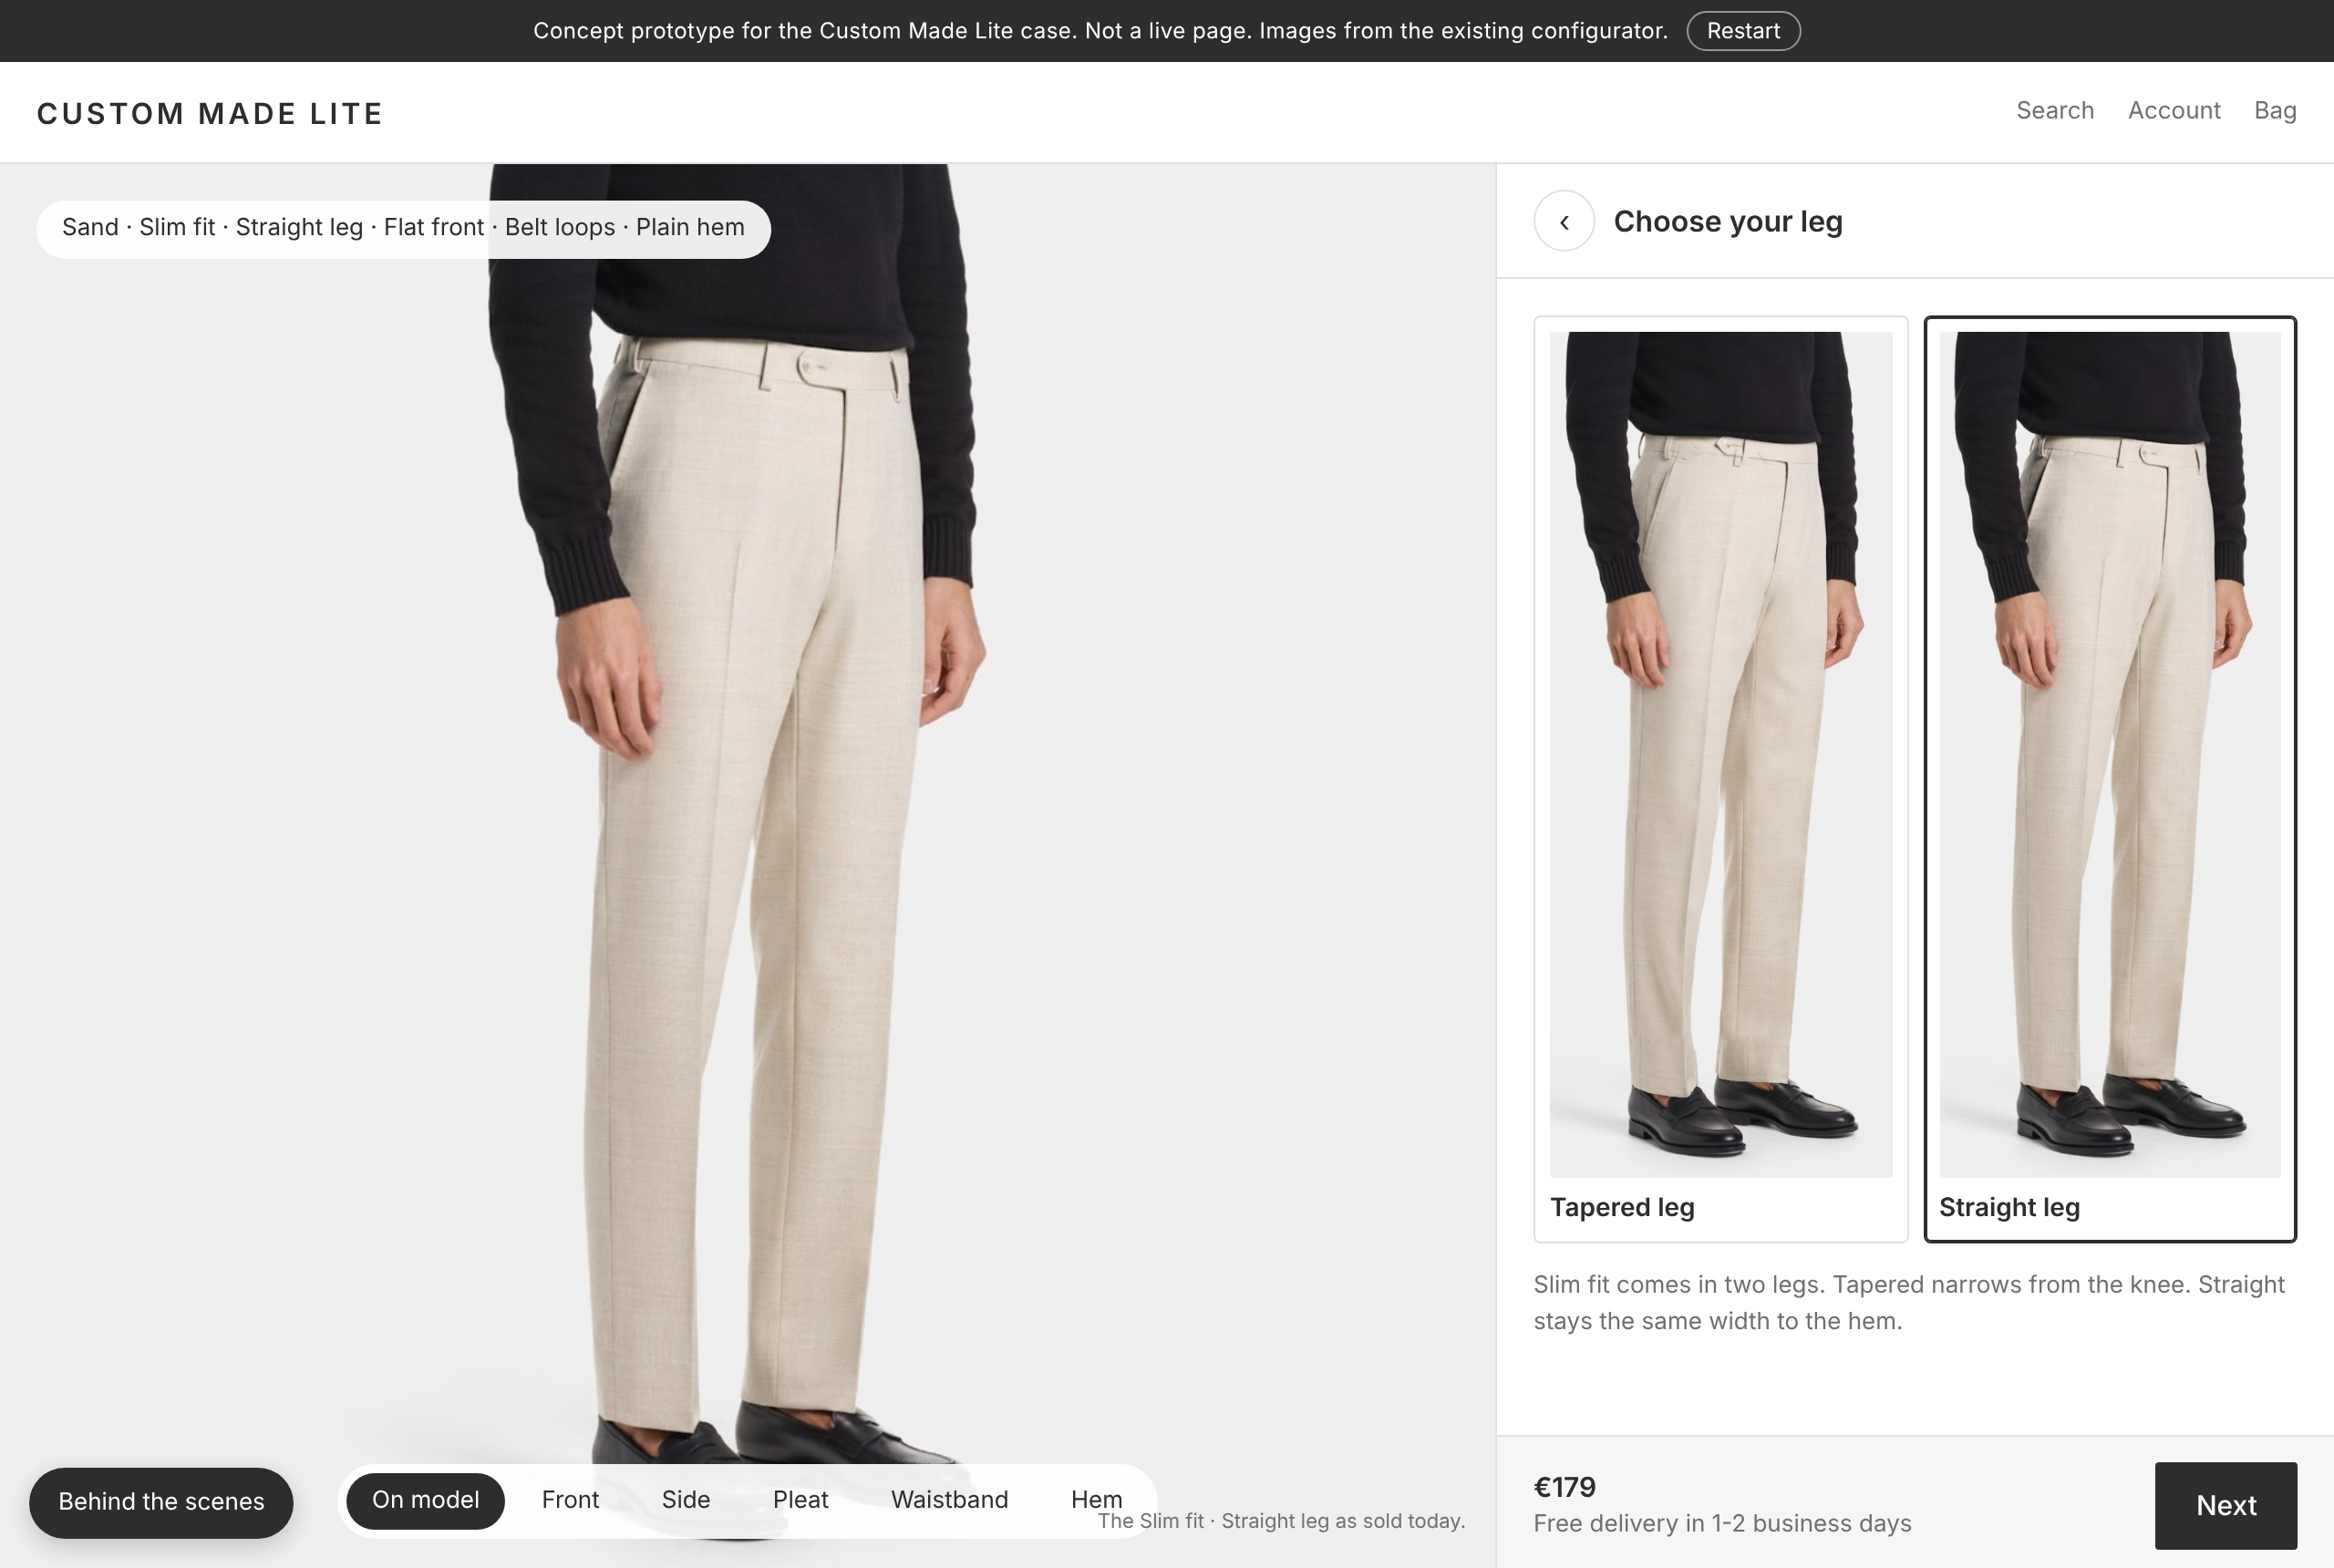 Concept prototype for the Custom Made Lite case. Not a live page. Images from the existing configurator.
Restart
CUSTOM MADE LITE
Search
Account
Bag
Sand · Slim fit · Straight leg · Flat front · Belt loops · Plain hem
‹
Choose your leg
Tapered leg
Straight leg
Slim fit comes in two legs. Tapered narrows from the knee. Straight
stays the same width to the hem.
Behind the scenes
On model
Front
Side
Pleat
Waistband
Hem
The Slim fit · Straight leg as sold today.
€179
Free delivery in 1-2 business days
Next